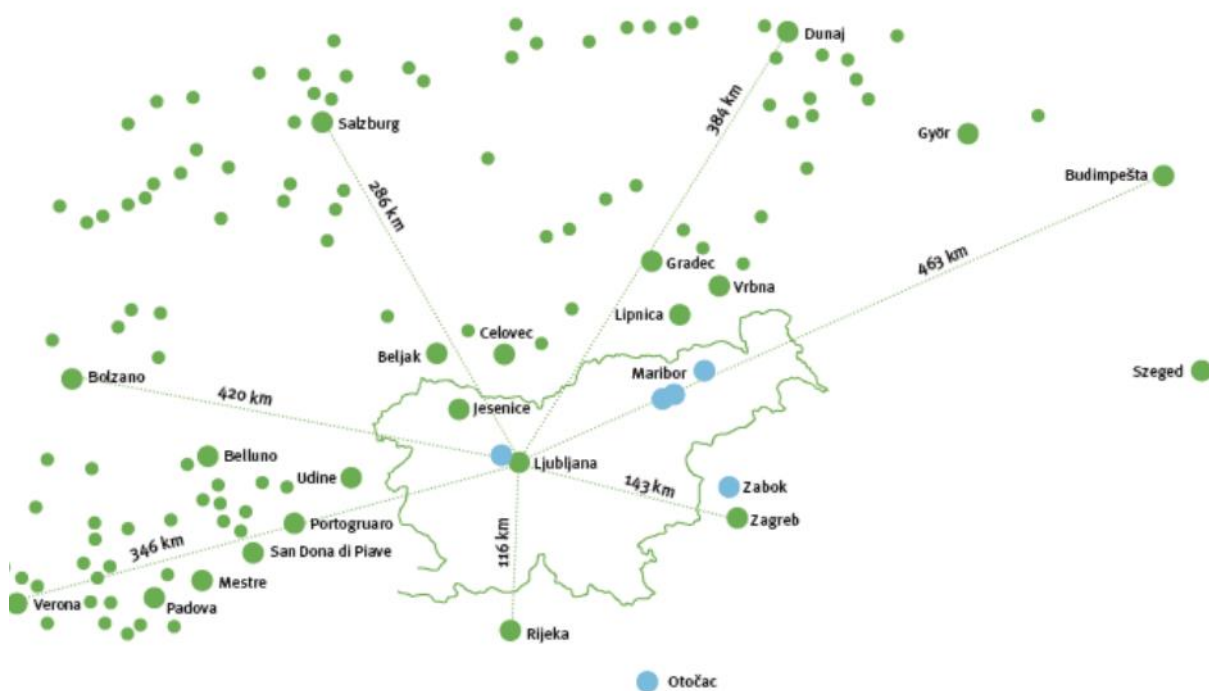 Dunaj
384 km
Salzburg
Györ
Budimpešta
286 km
463 km
Gradec
Vrbna
Lipnica
Celovec
Beljak
Maribor
Szeged
Bolzano
420 km
Jesenice
Belluno
Udine
Ljubljana
143 km
Zabok
Zagreb
Portogruaro
346 km
116 km
San Dona di Piave
Mestre
Verona
Padova
Rijeka
Otočac